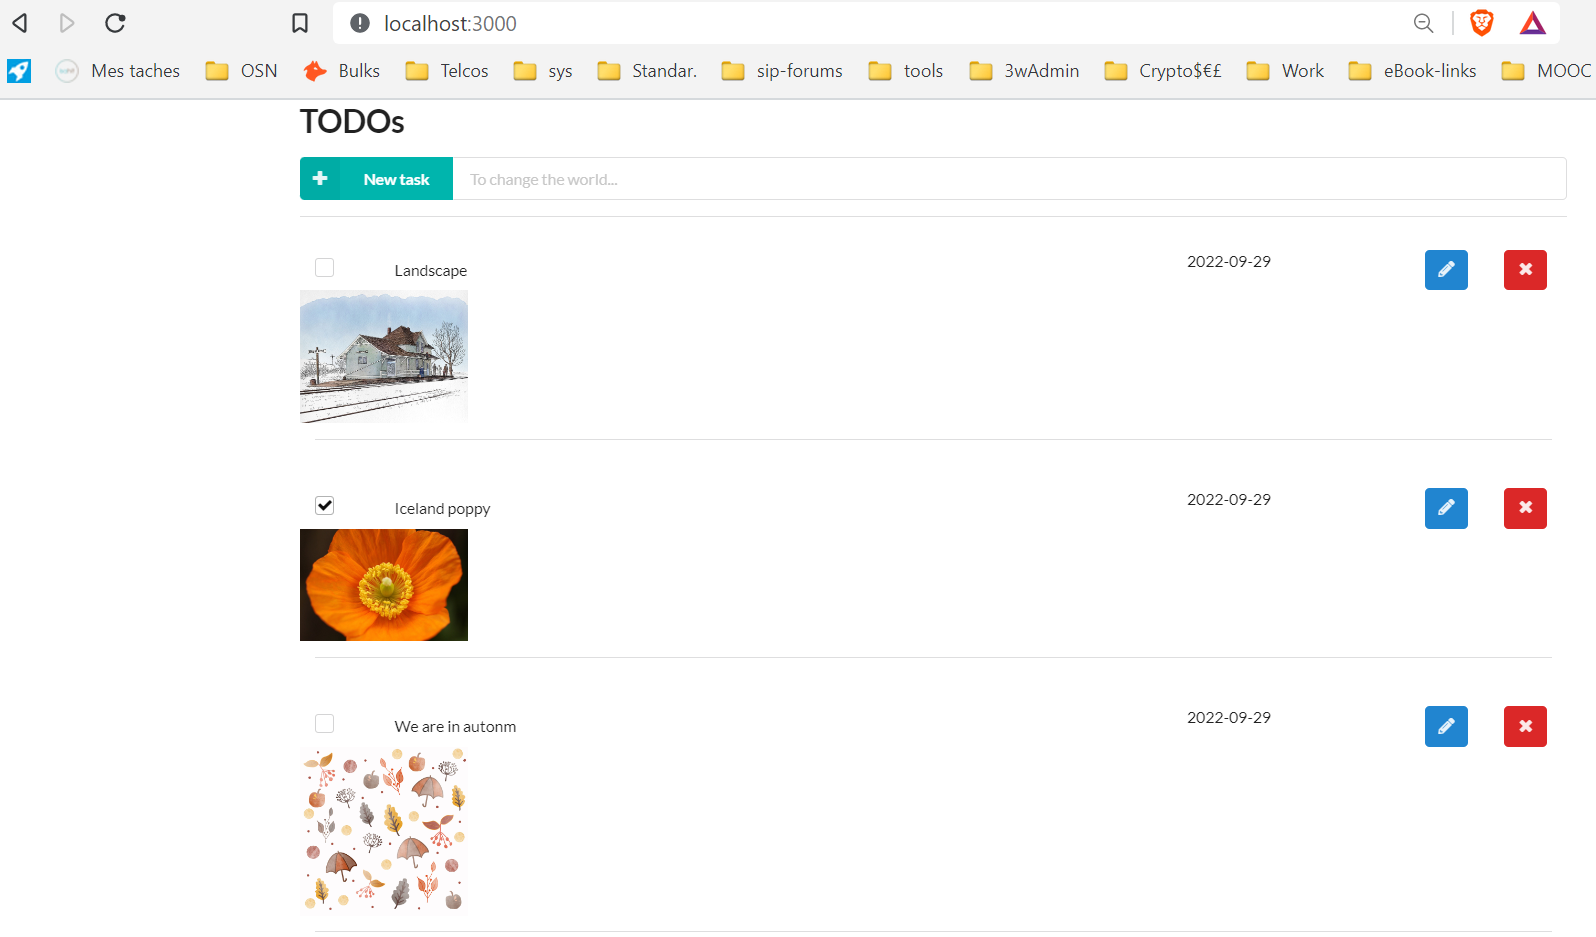 localhost:3000
Mes taches OSN Bulks Telcos sys Standar. sip-forums tools 3wAdmin Crypto$€£ Work eBook-links MOOC
TODOs
New task To change the world...
Landscape 2022-09-29
Iceland poppy 2022-09-29
We are in autonm 2022-09-29